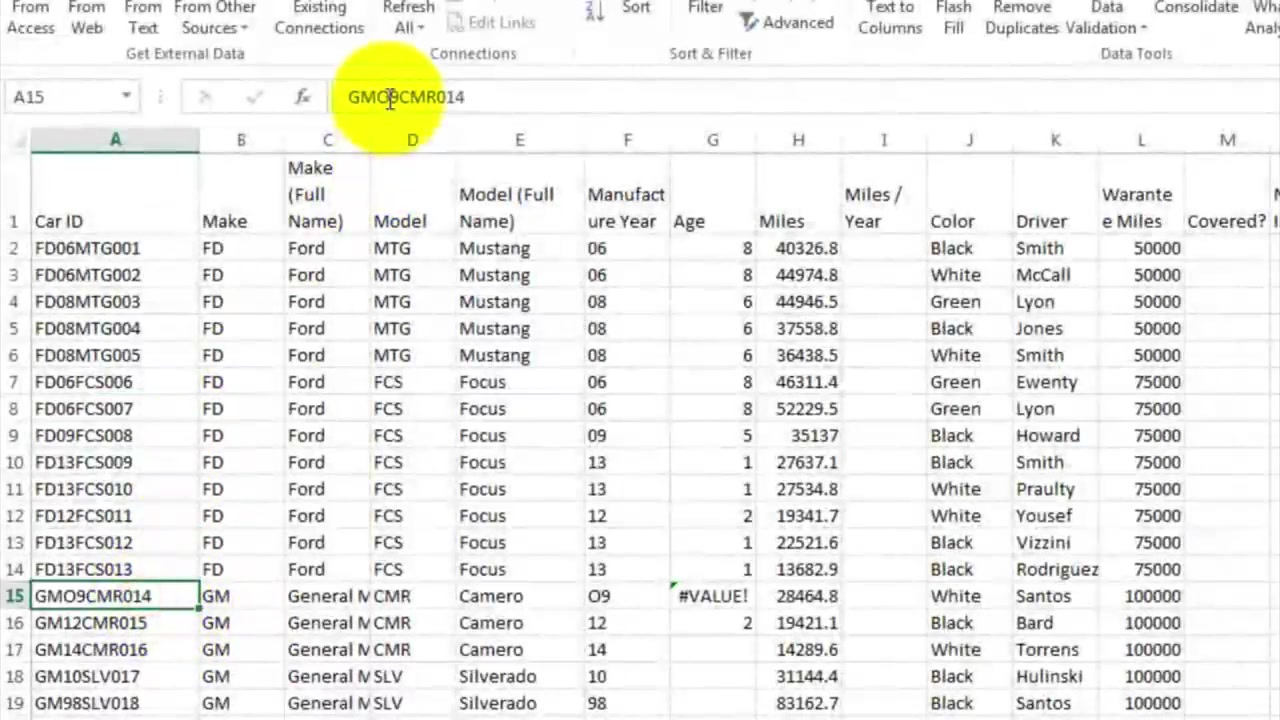 From From From From Other Existing Refresh Sort Filter Text to Flash Remove Data Consolidate
Access Web Text Sources Connections All Edit Links Advanced Columns Fill Duplicates Validation
Get External Data Connections Sort & Filter Data Tools
A15 fx GMO9CMR014
A B C D E F G H I J K L M
Make
(Full Model (Full Manufact Miles / Warante
1 Car ID Make Name) Model Name) ure Year Age Miles Year Color Driver e Miles Covered?
2 FD06MTG001 FD Ford MTG Mustang 06 8 40326.8 Black Smith 50000
3 FD06MTG002 FD Ford MTG Mustang 06 8 44974.8 White McCall 50000
4 FD08MTG003 FD Ford MTG Mustang 08 6 44946.5 Green Lyon 50000
5 FD08MTG004 FD Ford MTG Mustang 08 6 37558.8 Black Jones 50000
6 FD08MTG005 FD Ford MTG Mustang 08 6 36438.5 White Smith 50000
7 FD06FCS006 FD Ford FCS Focus 06 8 46311.4 Green Ewenty 75000
8 FD06FCS007 FD Ford FCS Focus 06 8 52229.5 Green Lyon 75000
9 FD09FCS008 FD Ford FCS Focus 09 5 35137 Black Howard 75000
10 FD13FCS009 FD Ford FCS Focus 13 1 27637.1 Black Smith 75000
11 FD13FCS010 FD Ford FCS Focus 13 1 27534.8 White Praulty 75000
12 FD12FCS011 FD Ford FCS Focus 12 2 19341.7 White Yousef 75000
13 FD13FCS012 FD Ford FCS Focus 13 1 22521.6 Black Vizzini 75000
14 FD13FCS013 FD Ford FCS Focus 13 1 13682.9 Black Rodriguez 75000
15 GMO9CMR014 GM General M CMR Camero O9 #VALUE! 28464.8 White Santos 100000
16 GM12CMR015 GM General M CMR Camero 12 2 19421.1 Black Bard 100000
17 GM14CMR016 GM General M CMR Camero 14 14289.6 White Torrens 100000
18 GM10SLV017 GM General M SLV Silverado 10 31144.4 Black Hulinski 100000
19 GM98SLV018 GM General M SLV Silverado 98 83162.7 Black Santos 100000